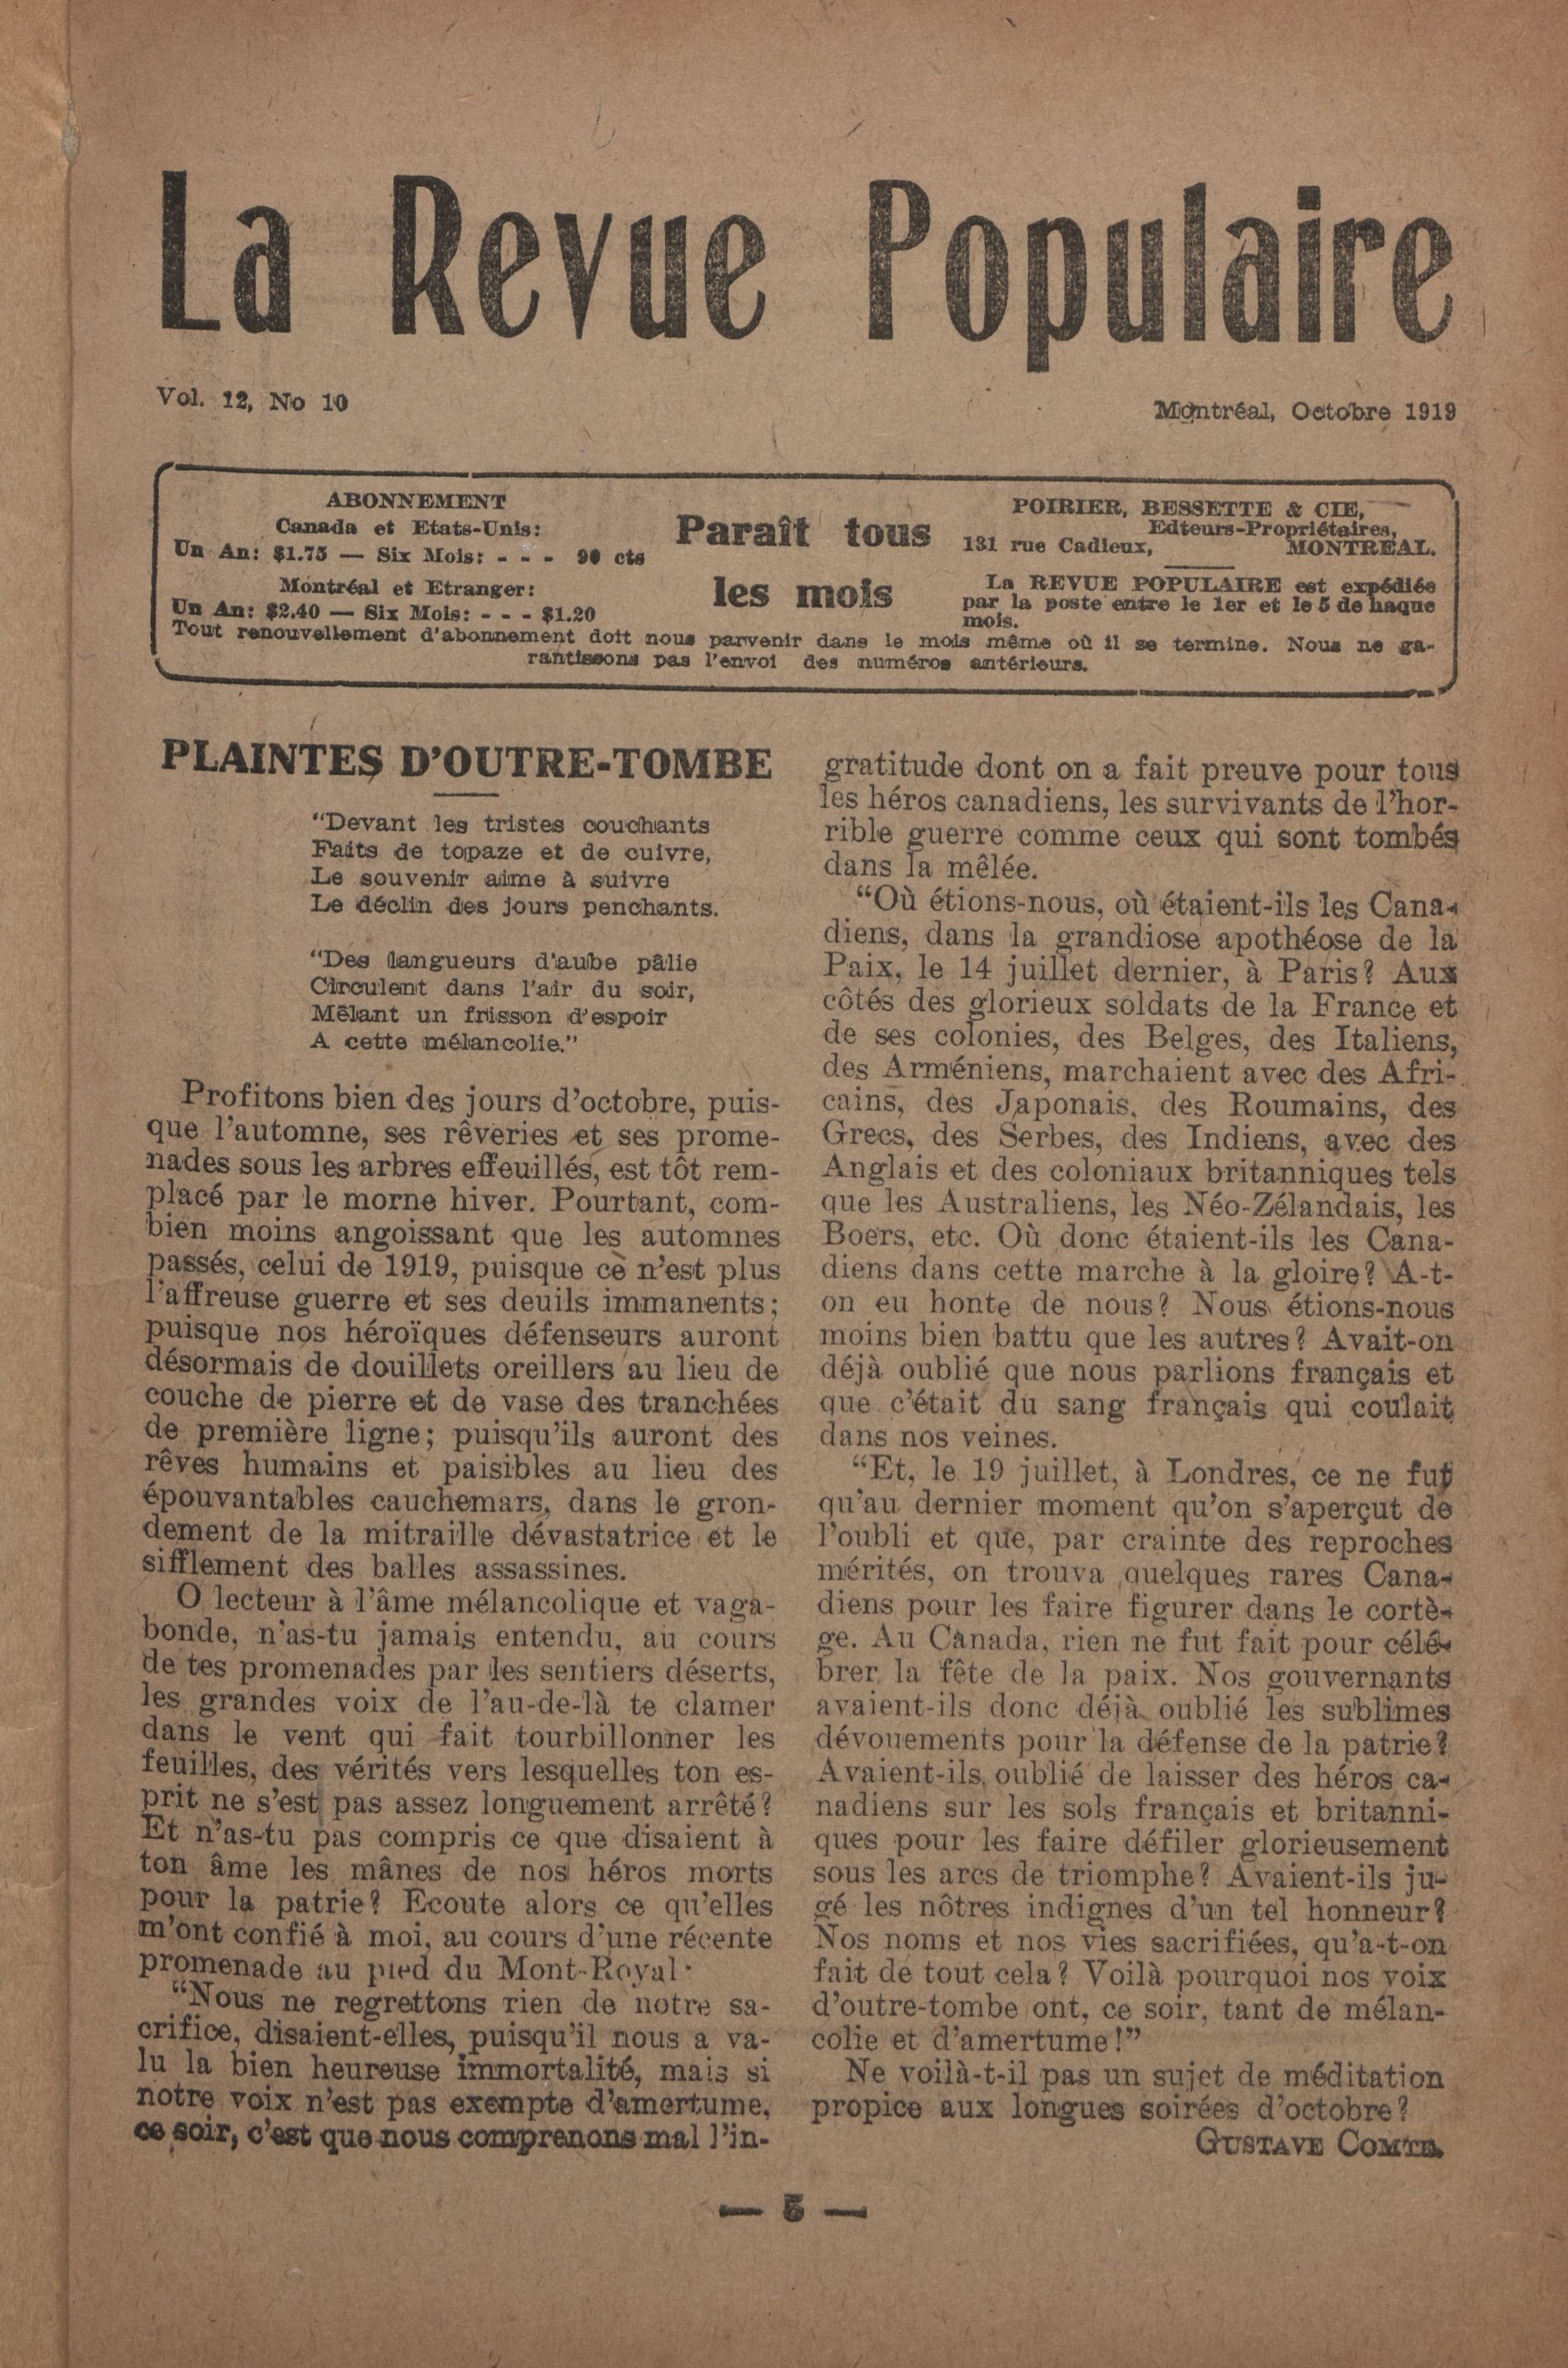 La Revue Populaire
Vol. 12, No 10
Montréal, Octobre 1919
ABONNEMENT
Canada et Etats-Unis:
Un An: $1.75 — Six Mois: - - - 90 cts
Montréal et Etranger:
Un An: $2.40 — Six Mois: - - - $1.20
Paraît tous
les mois
POIRIER, BESSETTE & CIE,
Edteurs-Propriétaires,
131 rue Cadieux, MONTREAL.
La REVUE POPULAIRE est expédiée
par la poste entre le 1er et le 5 de haque
mois.
Tout renouvellement d'abonnement doit nous parvenir dans le mois même où il se termine. Nous ne ga-
rantissons pas l'envoi des numéros antérieurs.
PLAINTES D'OUTRE-TOMBE
"Devant les tristes couchants
Faits de topaze et de cuivre,
Le souvenir aime à suivre
Le déclin des jours penchants.
"Des langueurs d'aube pâlie
Circulent dans l'air du soir,
Mêlant un frisson d'espoir
A cette mélancolie."
Profitons bien des jours d'octobre, puis-
que l'automne, ses rêveries et ses prome-
nades sous les arbres effeuillés, est tôt rem-
placé par le morne hiver. Pourtant, com-
bien moins angoissant que les automnes
passés, celui de 1919, puisque ce n'est plus
l'affreuse guerre et ses deuils immanents;
puisque nos héroïques défenseurs auront
désormais de douillets oreillers au lieu de
couche de pierre et de vase des tranchées
de première ligne; puisqu'ils auront des
rêves humains et paisibles au lieu des
épouvantables cauchemars, dans le gron-
dement de la mitraille dévastatrice et le
sifflement des balles assassines.
O lecteur à l'âme mélancolique et vaga-
bonde, n'as-tu jamais entendu, au cours
de tes promenades par les sentiers déserts,
les grandes voix de l'au-de-là te clamer
dans le vent qui fait tourbillonner les
feuilles, des vérités vers lesquelles ton es-
prit ne s'est pas assez longuement arrêté?
Et n'as-tu pas compris ce que disaient à
ton âme les mânes de nos héros morts
pour la patrie? Ecoute alors ce qu'elles
m'ont confié à moi, au cours d'une récente
promenade au pied du Mont-Royal·
"Nous ne regrettons rien de notre sa-
crifice, disaient-elles, puisqu'il nous a va-
lu la bien heureuse immortalité, mais si
notre voix n'est pas exempte d'amertume,
ce soir, c'est que nous comprenons mal l'in-
gratitude dont on a fait preuve pour tous
les héros canadiens, les survivants de l'hor-
rible guerre comme ceux qui sont tombés
dans la mêlée.
"Où étions-nous, où étaient-ils les Cana-
diens, dans la grandiose apothéose de la
Paix, le 14 juillet dernier, à Paris? Aux
côtés des glorieux soldats de la France et
de ses colonies, des Belges, des Italiens,
des Arméniens, marchaient avec des Afri-
cains, des Japonais, des Roumains, des
Grecs, des Serbes, des Indiens, avec des
Anglais et des coloniaux britanniques tels
que les Australiens, les Néo-Zélandais, les
Boers, etc. Où donc étaient-ils les Cana-
diens dans cette marche à la gloire? A-t-
on eu honte de nous? Nous étions-nous
moins bien battu que les autres? Avait-on
déjà oublié que nous parlions français et
que c'était du sang français qui coulait
dans nos veines.
"Et, le 19 juillet, à Londres, ce ne fut
qu'au dernier moment qu'on s'aperçut de
l'oubli et que, par crainte des reproches
mérités, on trouva quelques rares Cana-
diens pour les faire figurer dans le cortè-
ge. Au Canada, rien ne fut fait pour célé-
brer la fête de la paix. Nos gouvernants
avaient-ils donc déjà oublié les sublimes
dévouements pour la défense de la patrie?
Avaient-ils oublié de laisser des héros ca-
nadiens sur les sols français et britanni-
ques pour les faire défiler glorieusement
sous les arcs de triomphe? Avaient-ils ju-
gé les nôtres indignes d'un tel honneur?
Nos noms et nos vies sacrifiées, qu'a-t-on
fait de tout cela? Voilà pourquoi nos voix
d'outre-tombe ont, ce soir, tant de mélan-
colie et d'amertume!"
Ne voilà-t-il pas un sujet de méditation
propice aux longues soirées d'octobre?
GUSTAVE COMTE.
— 5 —